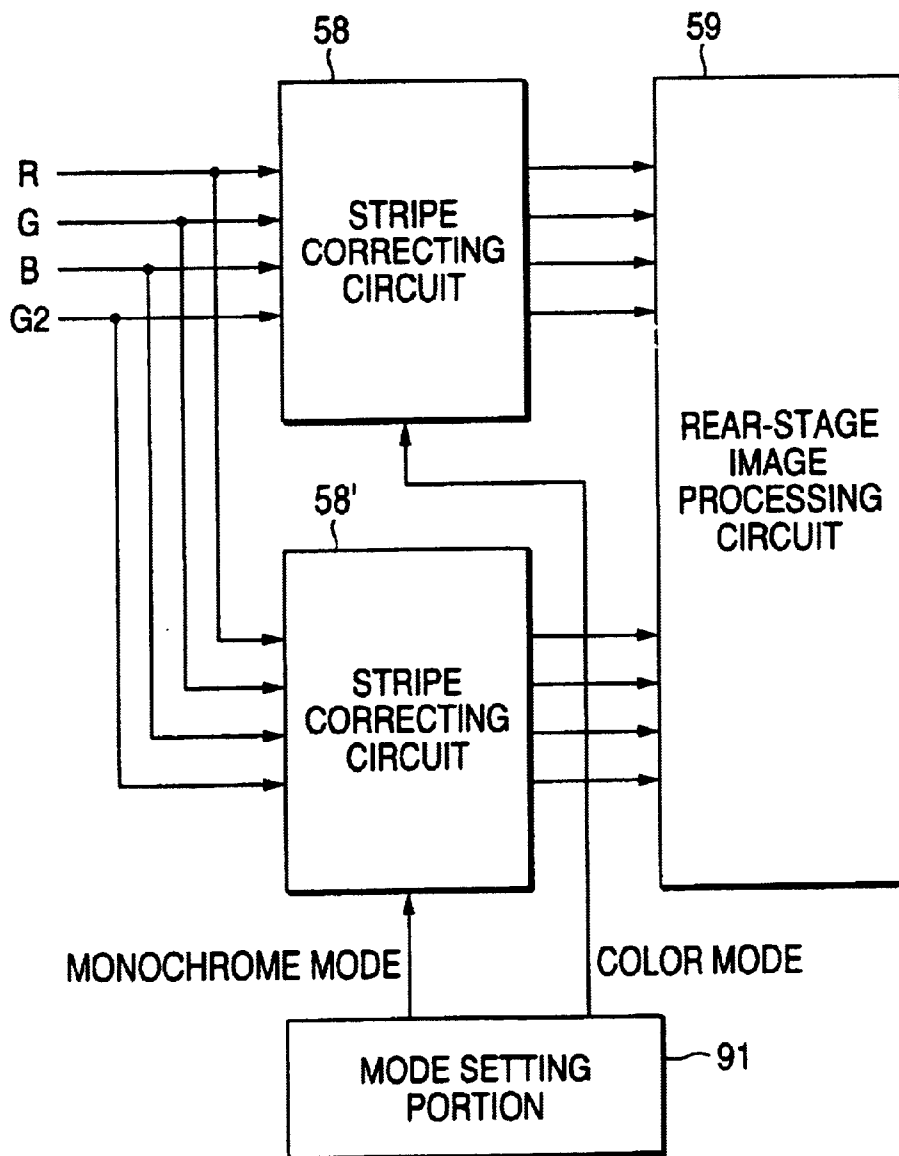 58
59
R
G
B
G2
STRIPE
CORRECTING
CIRCUIT
REAR-STAGE
IMAGE
PROCESSING
CIRCUIT
58'
STRIPE
CORRECTING
CIRCUIT
MONOCHROME MODE
COLOR MODE
MODE SETTING
PORTION
91